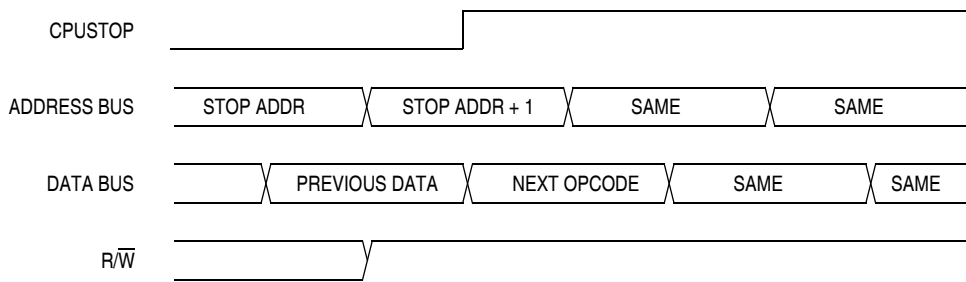 CPUSTOP
ADDRESS BUS STOP ADDR STOP ADDR + 1 SAME SAME
DATA BUS PREVIOUS DATA NEXT OPCODE SAME SAME
R/W̅